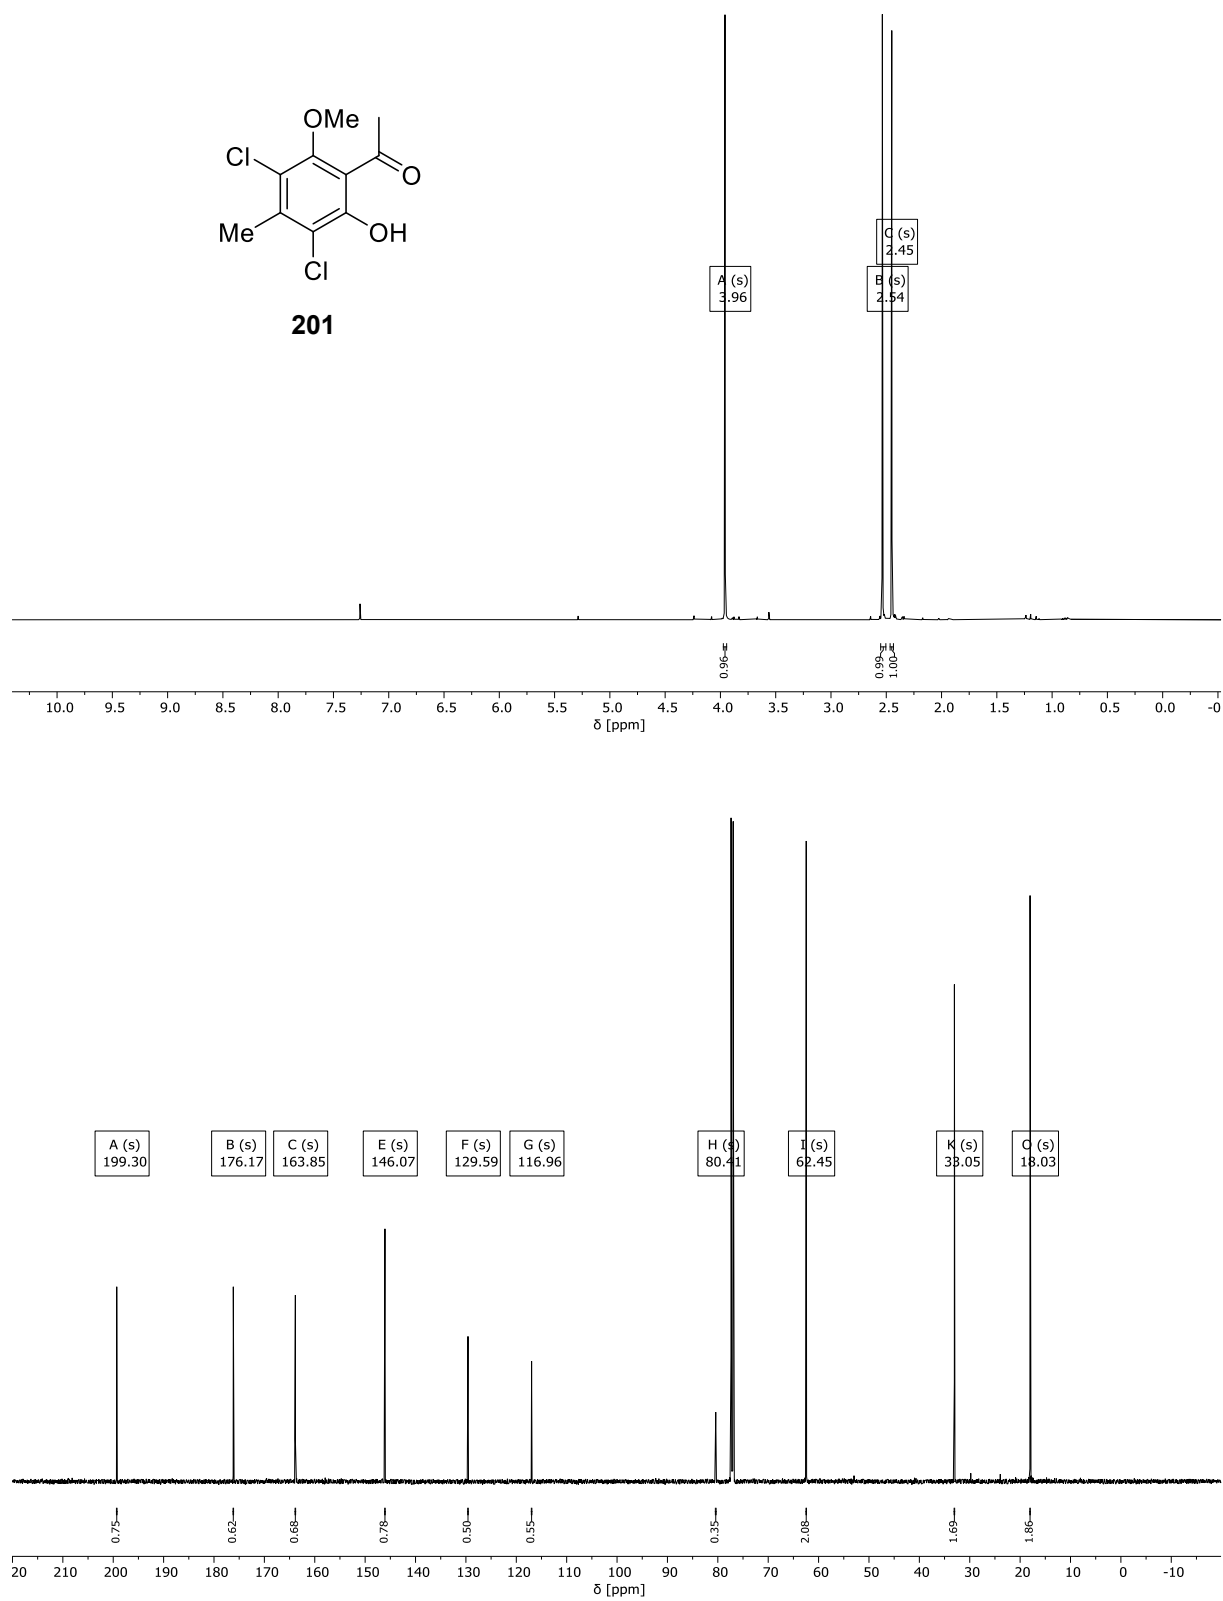 OMe
Cl
O
Me
OH
Cl
201
C (s)
2.45
A (s)
3.96
B (s)
2.54
0.96
0.99
1.00
10.0 9.5 9.0 8.5 8.0 7.5 7.0 6.5 6.0 5.5 5.0 4.5 4.0 3.5 3.0 2.5 2.0 1.5 1.0 0.5 0.0 -0
δ [ppm]
A (s)
199.30
B (s)
176.17
C (s)
163.85
E (s)
146.07
F (s)
129.59
G (s)
116.96
H (s)
80.41
I (s)
62.45
K (s)
33.05
O (s)
18.03
0.75
0.62
0.68
0.78
0.50
0.55
0.35
2.08
1.69
1.86
20 210 200 190 180 170 160 150 140 130 120 110 100 90 80 70 60 50 40 30 20 10 0 -10
δ [ppm]